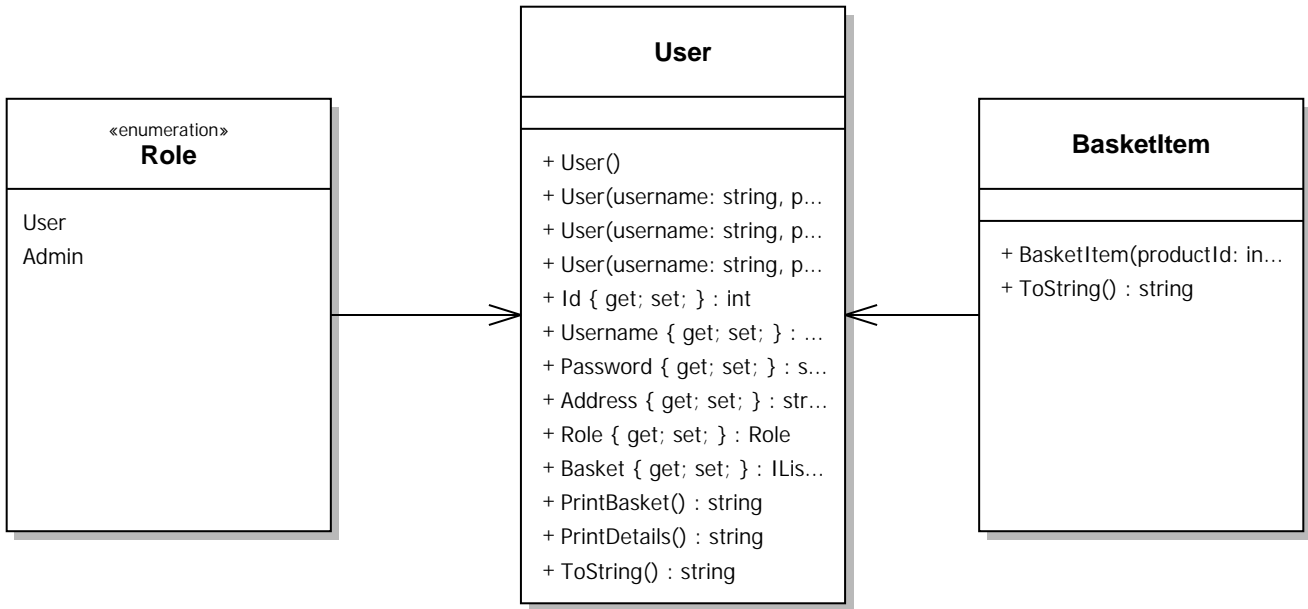 «enumeration»
Role
User
Admin
User
+ User()
+ User(username: string, p...
+ User(username: string, p...
+ User(username: string, p...
+ Id { get; set; } : int
+ Username { get; set; } : ...
+ Password { get; set; } : s...
+ Address { get; set; } : str...
+ Role { get; set; } : Role
+ Basket { get; set; } : ILis...
+ PrintBasket() : string
+ PrintDetails() : string
+ ToString() : string
BasketItem
+ BasketItem(productId: in...
+ ToString() : string